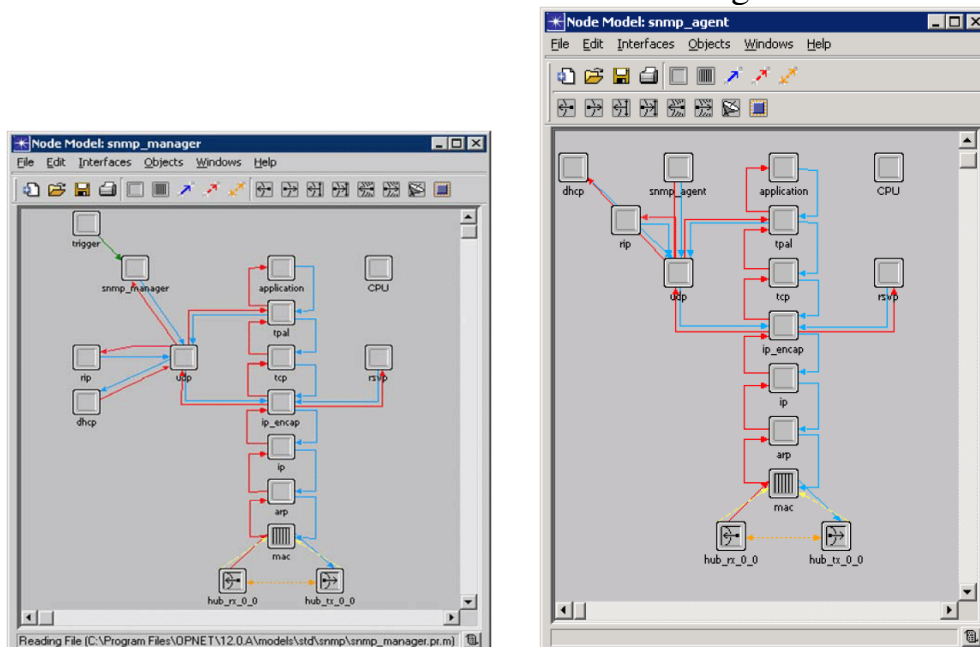 Node Model: snmp_manager
File Edit Interfaces Objects Windows Help
trigger
snmp_manager
application
CPU
tpal
rip
udp
tcp
rsvp
dhcp
ip_encap
ip
arp
mac
hub_rx_0_0
hub_tx_0_0
Reading File (C:\Program Files\OPNET\12.0.A\models\std\snmp\snmp_manager.pr.m)
Node Model: snmp_agent
File Edit Interfaces Objects Windows Help
dhcp
snmp_agent
application
CPU
rip
tpal
udp
tcp
rsvp
ip_encap
ip
arp
mac
hub_rx_0_0
hub_tx_0_0